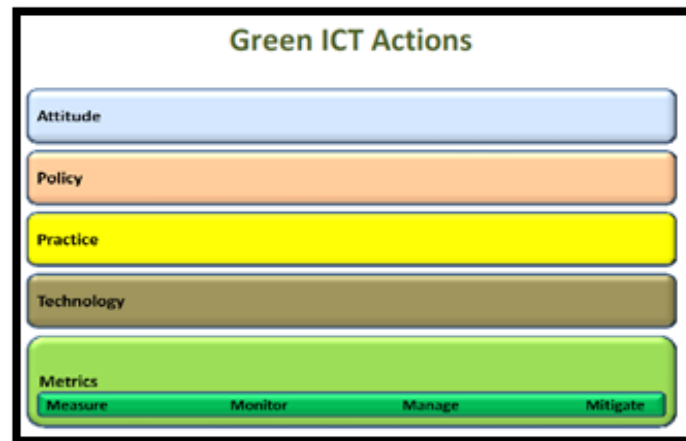 Green ICT Actions
Attitude
Policy
Practice
Technology
Metrics
Measure Monitor Manage Mitigate